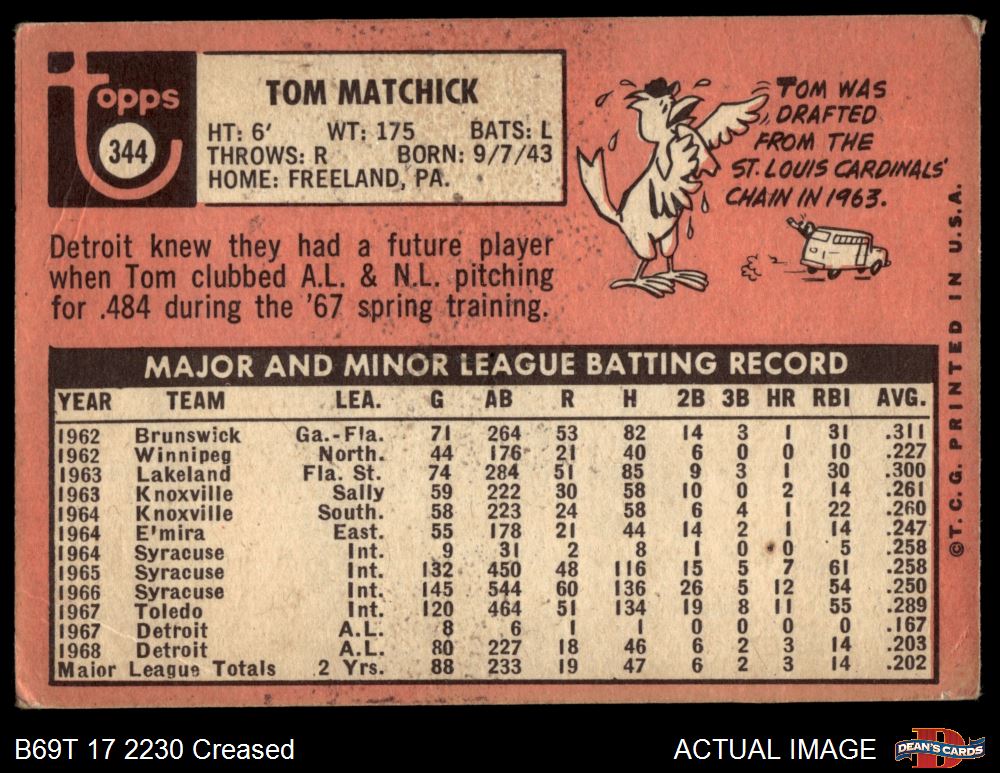 Topps
344
TOM MATCHICK
HT: 6' WT: 175 BATS: L
THROWS: R BORN: 9/7/43
HOME: FREELAND, PA.
TOM WAS
DRAFTED
FROM THE
ST. LOUIS CARDINALS'
CHAIN IN 1963.
Detroit knew they had a future player
when Tom clubbed A.L. & N.L. pitching
for .484 during the '67 spring training.
MAJOR AND MINOR LEAGUE BATTING RECORD
YEAR TEAM LEA. G AB R H 2B 3B HR RBI AVG.
1962 Brunswick Ga.-Fla. 71 264 53 82 14 3 1 31 .311
1962 Winnipeg North. 44 176 21 40 6 0 0 10 .227
1963 Lakeland Fla. St. 74 284 51 85 9 3 1 30 .300
1963 Knoxville Sally 59 222 30 58 10 0 2 14 .261
1964 Knoxville South. 58 223 24 58 6 4 1 22 .260
1964 E'mira East. 55 178 21 44 14 2 1 14 .247
1964 Syracuse Int. 9 31 2 8 1 0 0 5 .258
1965 Syracuse Int. 132 450 48 116 15 5 7 61 .258
1966 Syracuse Int. 145 544 60 136 26 5 12 54 .250
1967 Toledo Int. 120 464 51 134 19 8 11 55 .289
1967 Detroit A.L. 8 6 1 1 0 0 0 0 .167
1968 Detroit A.L. 80 227 18 46 6 2 3 14 .203
Major League Totals 2 Yrs. 88 233 19 47 6 2 3 14 .202
©T.C.G. PRINTED IN U.S.A.
B69T 17 2230 Creased
ACTUAL IMAGE
D
DEAN'S CARDS